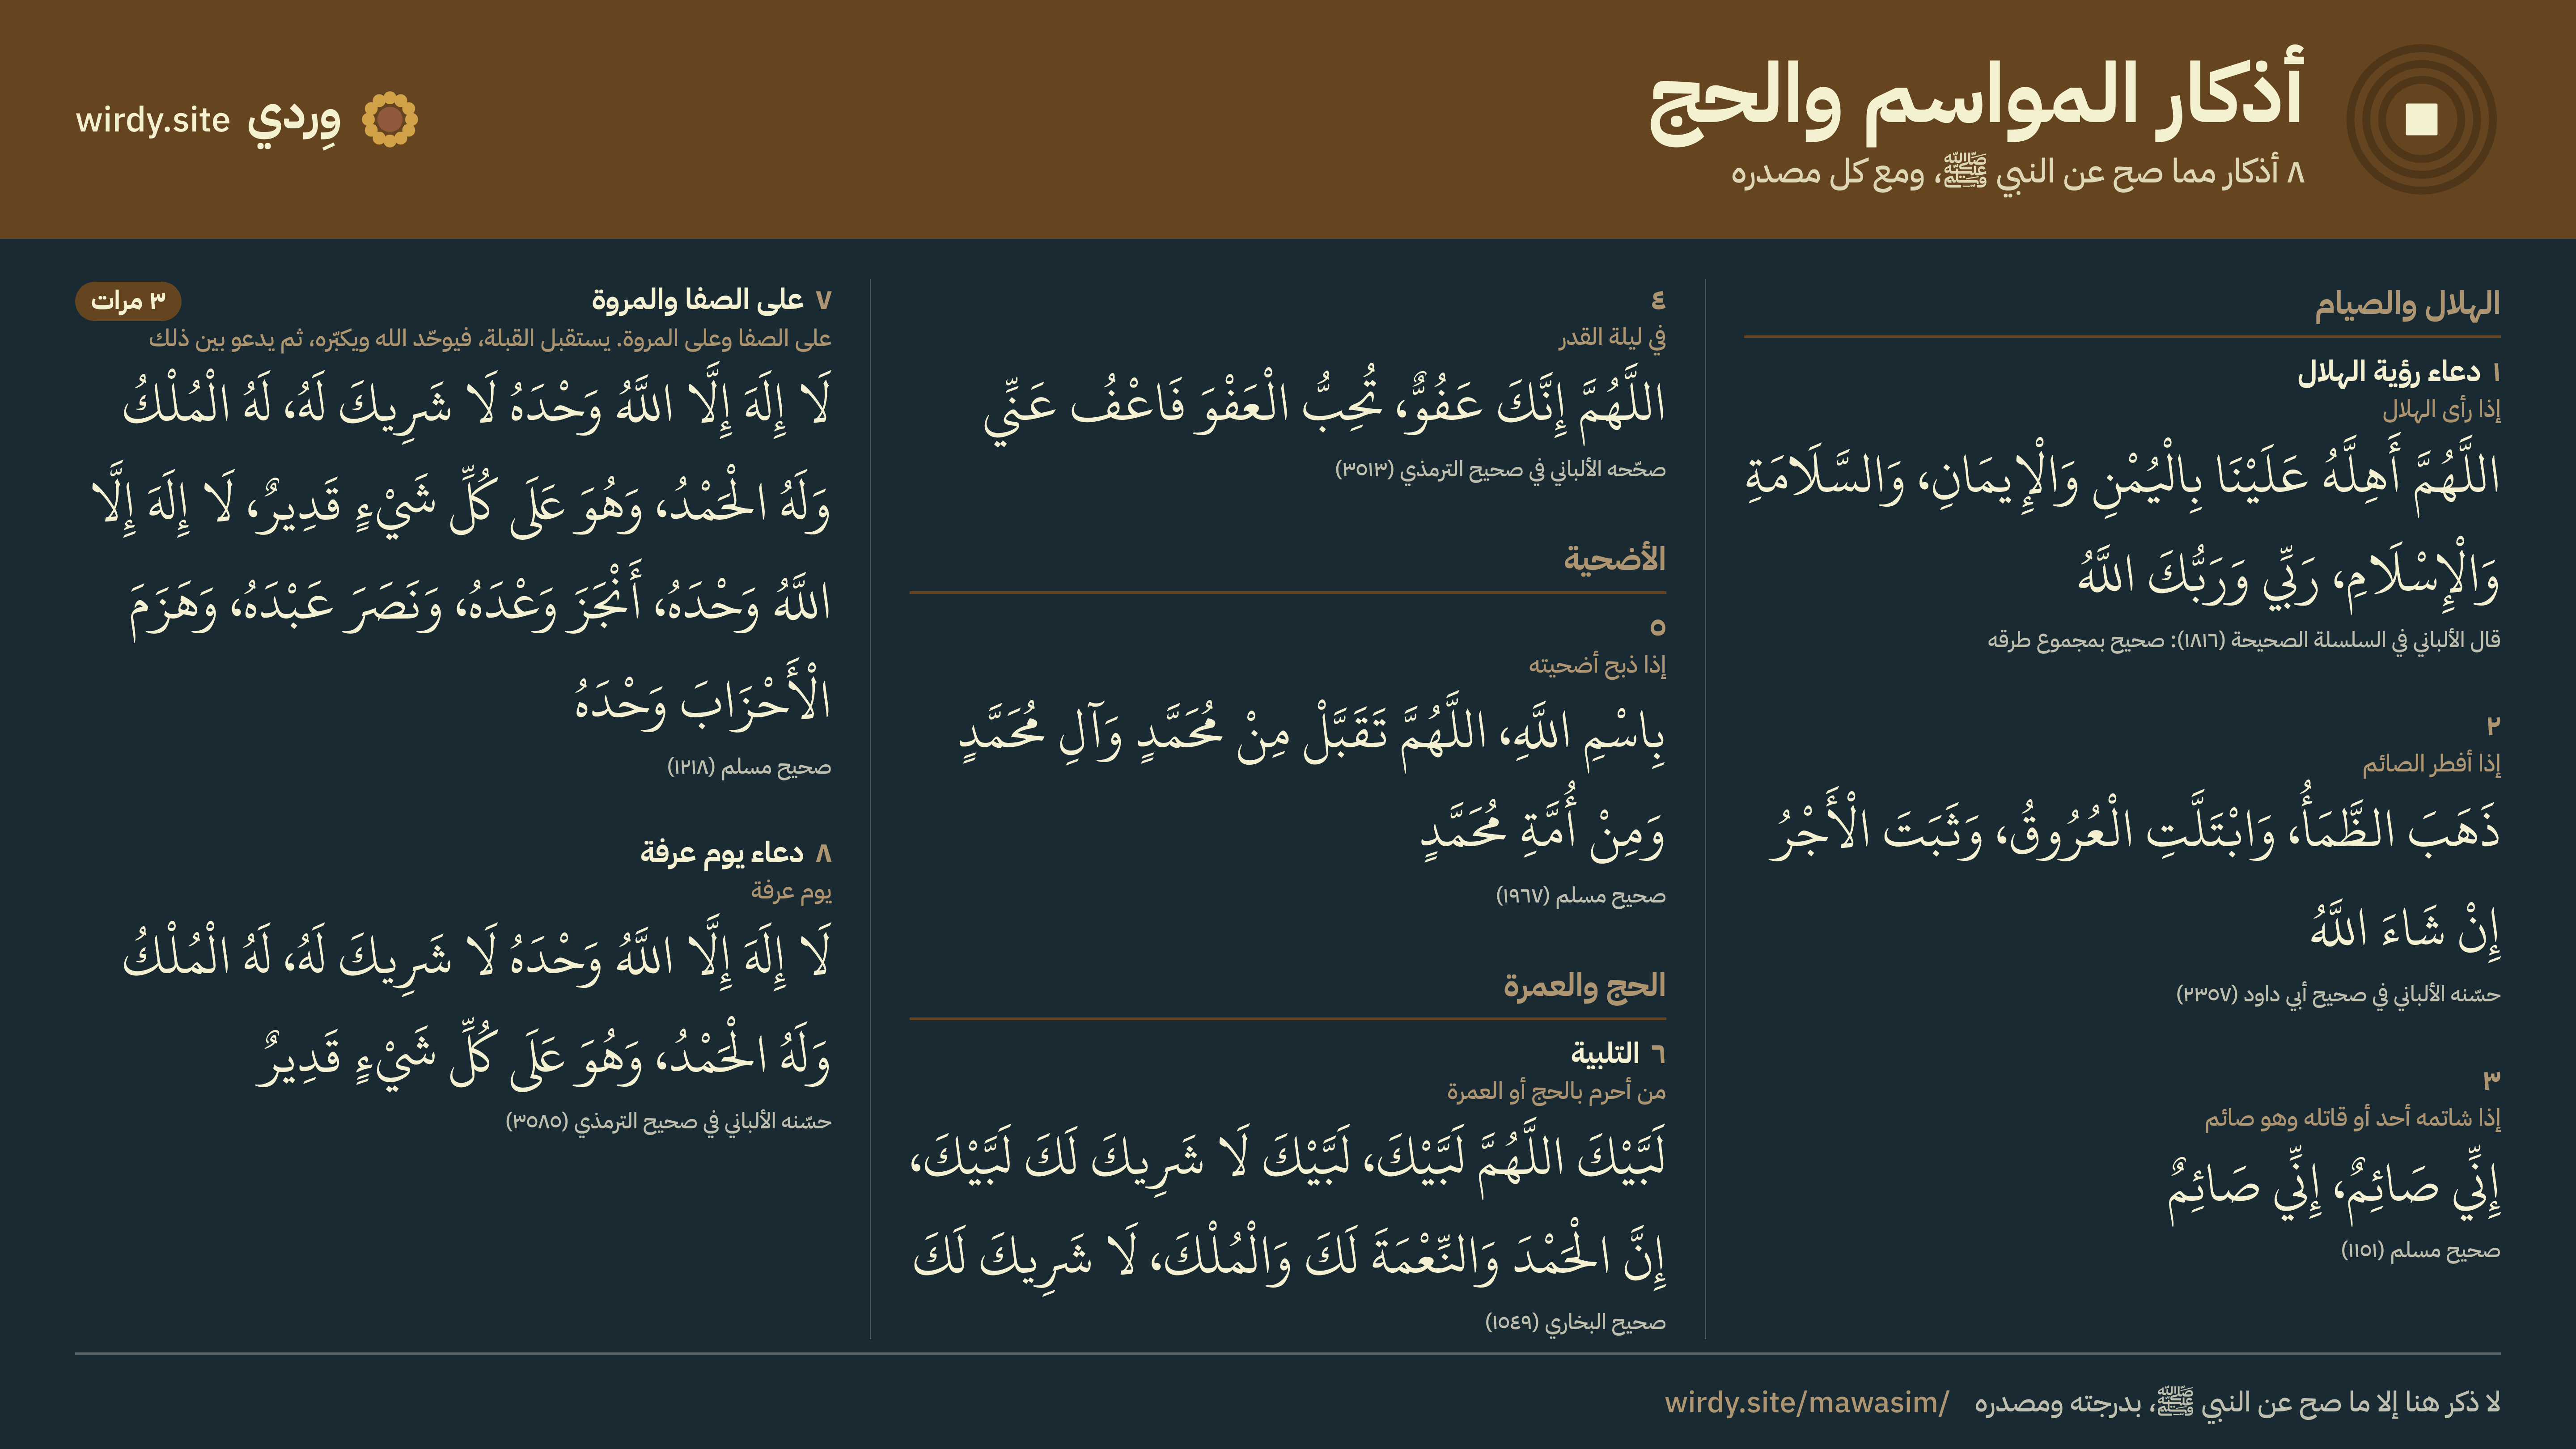 أذكار المواسم والحج
٨ أذكار مما صح عن النبي ﷺ، ومع كل مصدره
وِردي wirdy.site
الهلال والصيام
١ دعاء رؤية الهلال
إذا رأى الهلال
اللَّهُمَّ أَهِلَّهُ عَلَيْنَا بِالْيُمْنِ وَالْإِيمَانِ، وَالسَّلَامَةِ
وَالْإِسْلَامِ، رَبِّي وَرَبُّكَ اللَّهُ
قال الألباني في السلسلة الصحيحة (١٨١٦): صحيح بمجموع طرقه
٢
إذا أفطر الصائم
ذَهَبَ الظَّمَأُ، وَابْتَلَّتِ الْعُرُوقُ، وَثَبَتَ الْأَجْرُ
إِنْ شَاءَ اللَّهُ
حسّنه الألباني في صحيح أبي داود (٢٣٥٧)
٣
إذا شاتمه أحد أو قاتله وهو صائم
إِنِّي صَائِمٌ، إِنِّي صَائِمٌ
صحيح مسلم (١١٥١)
٤
في ليلة القدر
اللَّهُمَّ إِنَّكَ عَفُوٌّ، تُحِبُّ الْعَفْوَ فَاعْفُ عَنِّي
صحّحه الألباني في صحيح الترمذي (٣٥١٣)
الأضحية
٥
إذا ذبح أضحيته
بِاسْمِ اللَّهِ، اللَّهُمَّ تَقَبَّلْ مِنْ مُحَمَّدٍ وَآلِ مُحَمَّدٍ
وَمِنْ أُمَّةِ مُحَمَّدٍ
صحيح مسلم (١٩٦٧)
الحج والعمرة
٦ التلبية
من أحرم بالحج أو العمرة
لَبَّيْكَ اللَّهُمَّ لَبَّيْكَ، لَبَّيْكَ لَا شَرِيكَ لَكَ لَبَّيْكَ،
إِنَّ الْحَمْدَ وَالنِّعْمَةَ لَكَ وَالْمُلْكَ، لَا شَرِيكَ لَكَ
صحيح البخاري (١٥٤٩)
٧ على الصفا والمروة
٣ مرات
على الصفا وعلى المروة. يستقبل القبلة، فيوحّد الله ويكبّره، ثم يدعو بين ذلك
لَا إِلَهَ إِلَّا اللَّهُ وَحْدَهُ لَا شَرِيكَ لَهُ، لَهُ الْمُلْكُ
وَلَهُ الْحَمْدُ، وَهُوَ عَلَى كُلِّ شَيْءٍ قَدِيرٌ، لَا إِلَهَ إِلَّا
اللَّهُ وَحْدَهُ، أَنْجَزَ وَعْدَهُ، وَنَصَرَ عَبْدَهُ، وَهَزَمَ
الْأَحْزَابَ وَحْدَهُ
صحيح مسلم (١٢١٨)
٨ دعاء يوم عرفة
يوم عرفة
لَا إِلَهَ إِلَّا اللَّهُ وَحْدَهُ لَا شَرِيكَ لَهُ، لَهُ الْمُلْكُ
وَلَهُ الْحَمْدُ، وَهُوَ عَلَى كُلِّ شَيْءٍ قَدِيرٌ
حسّنه الألباني في صحيح الترمذي (٣٥٨٥)
لا ذكر هنا إلا ما صح عن النبي ﷺ، بدرجته ومصدره wirdy.site/mawasim/